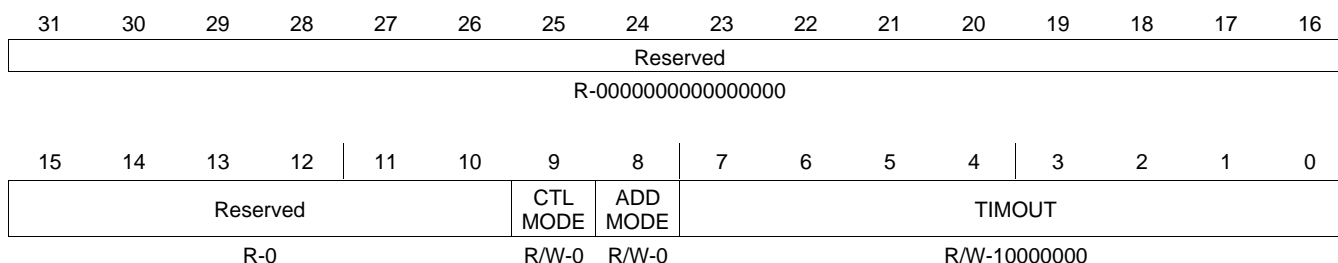 31 30 29 28 27 26 25 24 23 22 21 20 19 18 17 16
Reserved
R-0000000000000000
15 14 13 12 11 10 9 8 7 6 5 4 3 2 1 0
Reserved CTL MODE ADD MODE TIMOUT
R-0 R/W-0 R/W-0 R/W-10000000